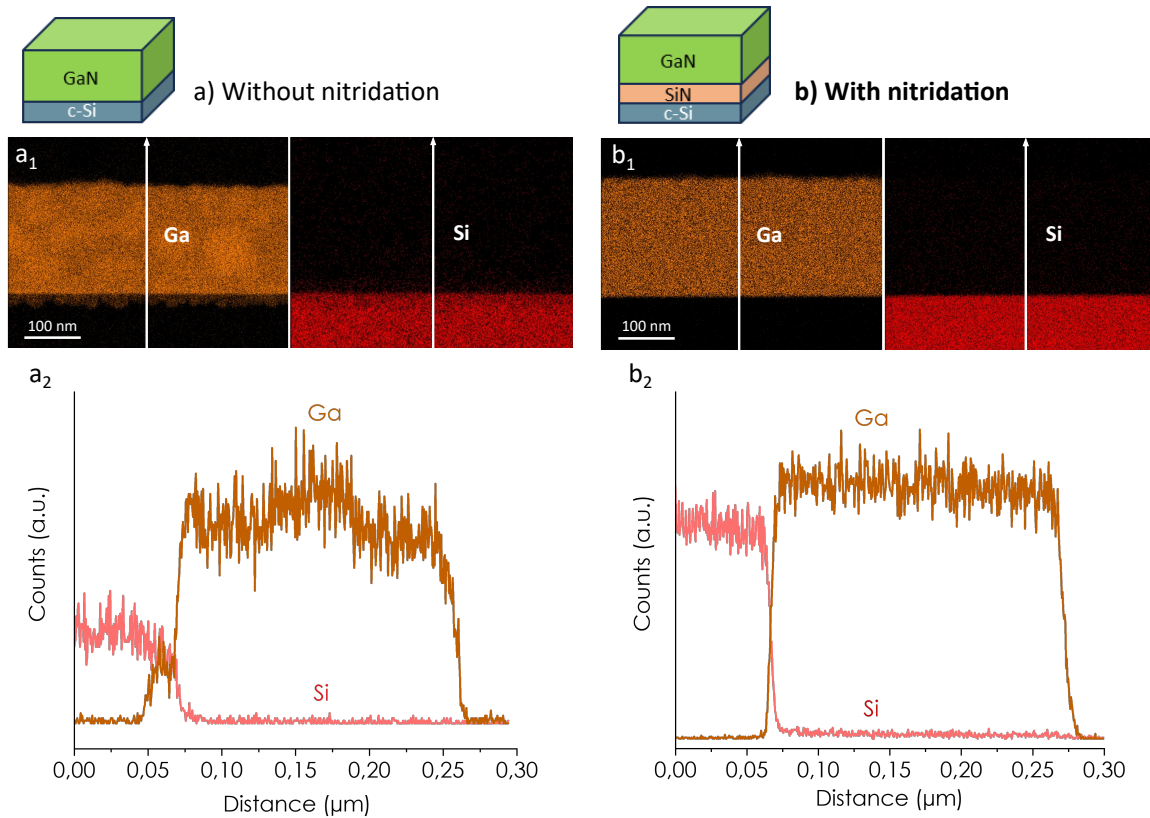 GaN
c-Si
a) Without nitridation
GaN
SiN
c-Si
b) With nitridation
a1
Ga
Si
100 nm
b1
Ga
Si
100 nm
a2
Ga
Si
Counts (a.u.)
0,00 0,05 0,10 0,15 0,20 0,25 0,30
Distance (µm)
b2
Ga
Si
Counts (a.u.)
0,00 0,05 0,10 0,15 0,20 0,25 0,30
Distance (µm)